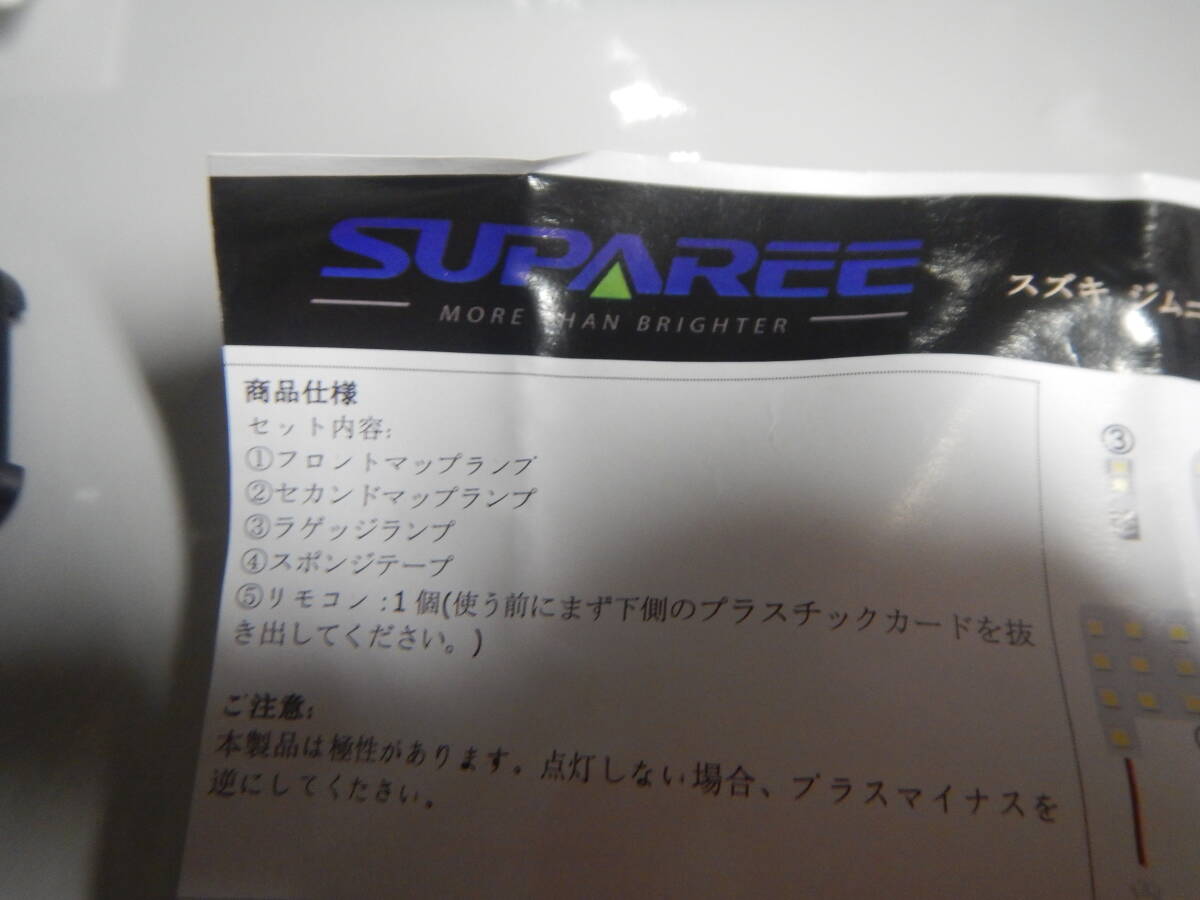 SUPAREE
MORE THAN BRIGHTER
スズキ ジムニ
商品仕様
セット内容:
①フロントマップランプ
②セカンドマップランプ
③ラゲッジランプ
④スポンジテープ
⑤リモコン:1個(使う前にまず下側のプラスチックカードを抜
き出してください。)
ご注意:
本製品は極性があります。点灯しない場合、プラスマイナスを
逆にしてください。
③